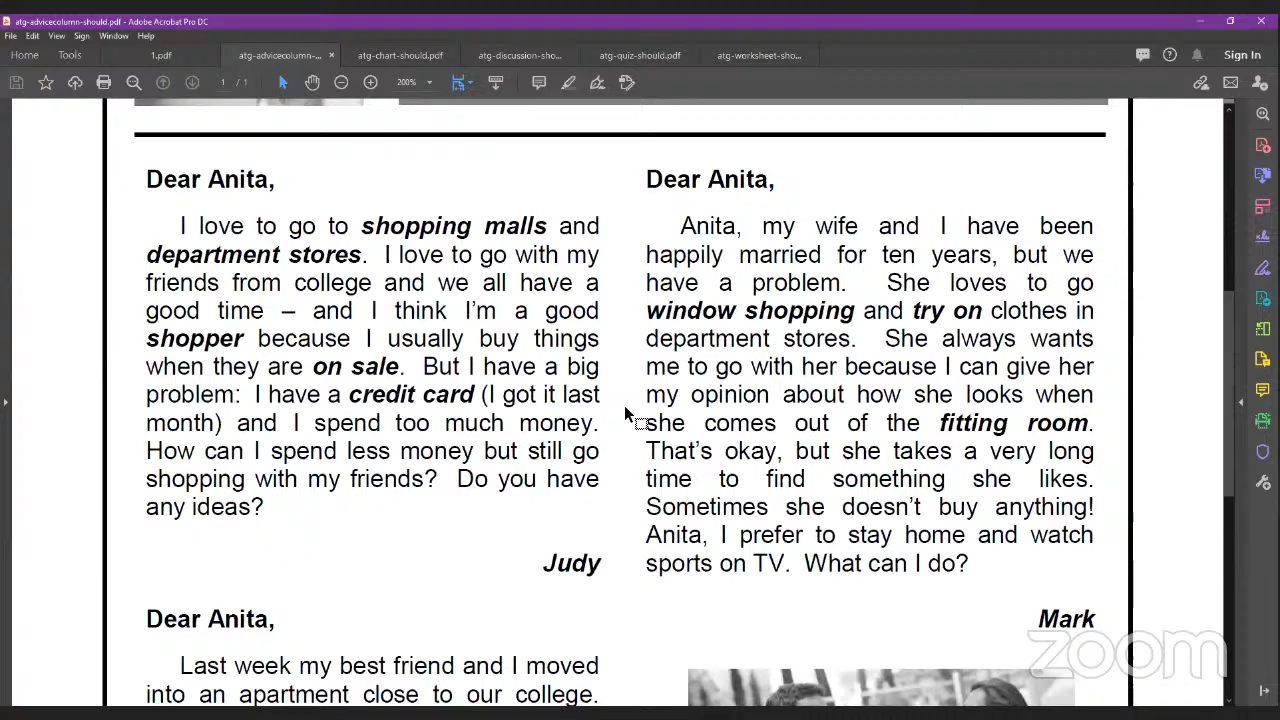 atg-advicecolumn-should.pdf - Adobe Acrobat Pro DC
File Edit View Sign Window Help
Home Tools 1.pdf atg-advicecolumn-... × atg-chart-should.pdf atg-discussion-sho... atg-quiz-should.pdf atg-worksheet-sho... Sign In
1 / 1 200%
Dear Anita,
I love to go to shopping malls and
department stores. I love to go with my
friends from college and we all have a
good time – and I think I'm a good
shopper because I usually buy things
when they are on sale. But I have a big
problem: I have a credit card (I got it last
month) and I spend too much money.
How can I spend less money but still go
shopping with my friends? Do you have
any ideas?
Judy
Dear Anita,
Last week my best friend and I moved
into an apartment close to our college.
Dear Anita,
Anita, my wife and I have been
happily married for ten years, but we
have a problem. She loves to go
window shopping and try on clothes in
department stores. She always wants
me to go with her because I can give her
my opinion about how she looks when
she comes out of the fitting room.
That's okay, but she takes a very long
time to find something she likes.
Sometimes she doesn't buy anything!
Anita, I prefer to stay home and watch
sports on TV. What can I do?
Mark
zoom